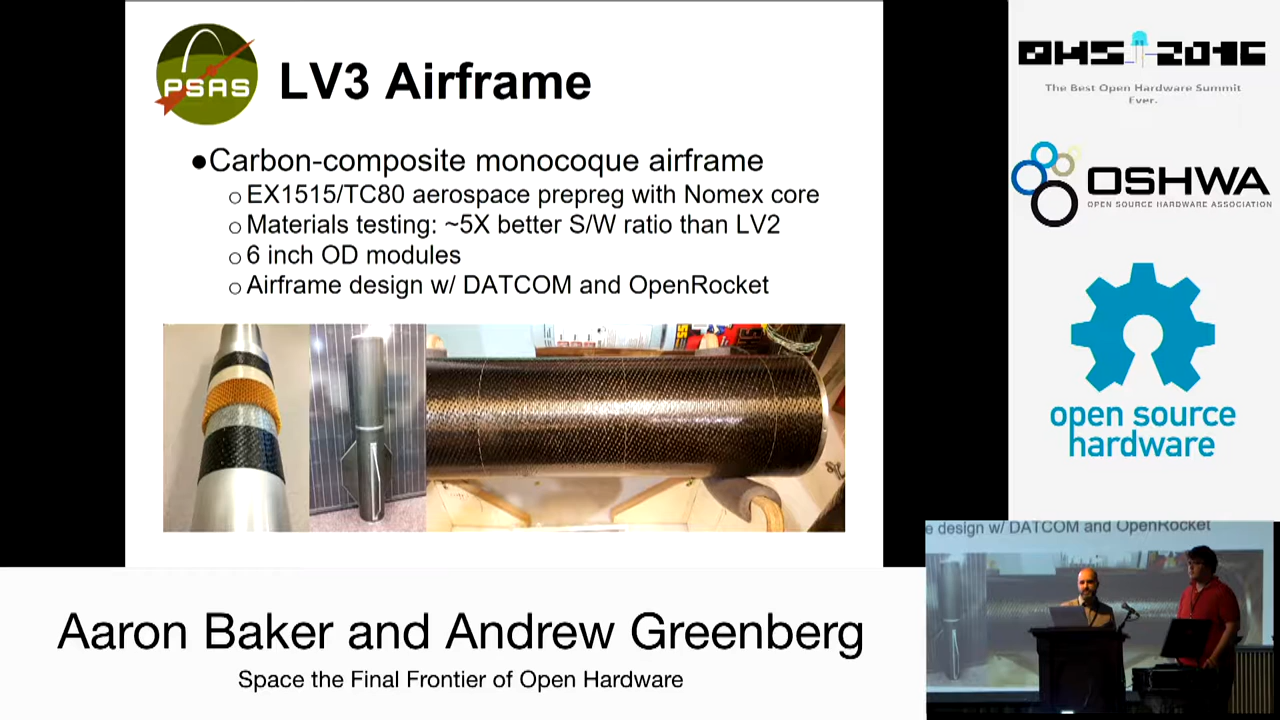 PSAS
LV3 Airframe
●Carbon-composite monocoque airframe
○EX1515/TC80 aerospace prepreg with Nomex core
○Materials testing: ~5X better S/W ratio than LV2
○6 inch OD modules
○Airframe design w/ DATCOM and OpenRocket
Aaron Baker and Andrew Greenberg
Space the Final Frontier of Open Hardware
OHS 2016
The Best Open Hardware Summit
Ever.
OSHWA
OPEN SOURCE HARDWARE ASSOCIATION
open source
hardware
e design w/ DATCOM and OpenRocket